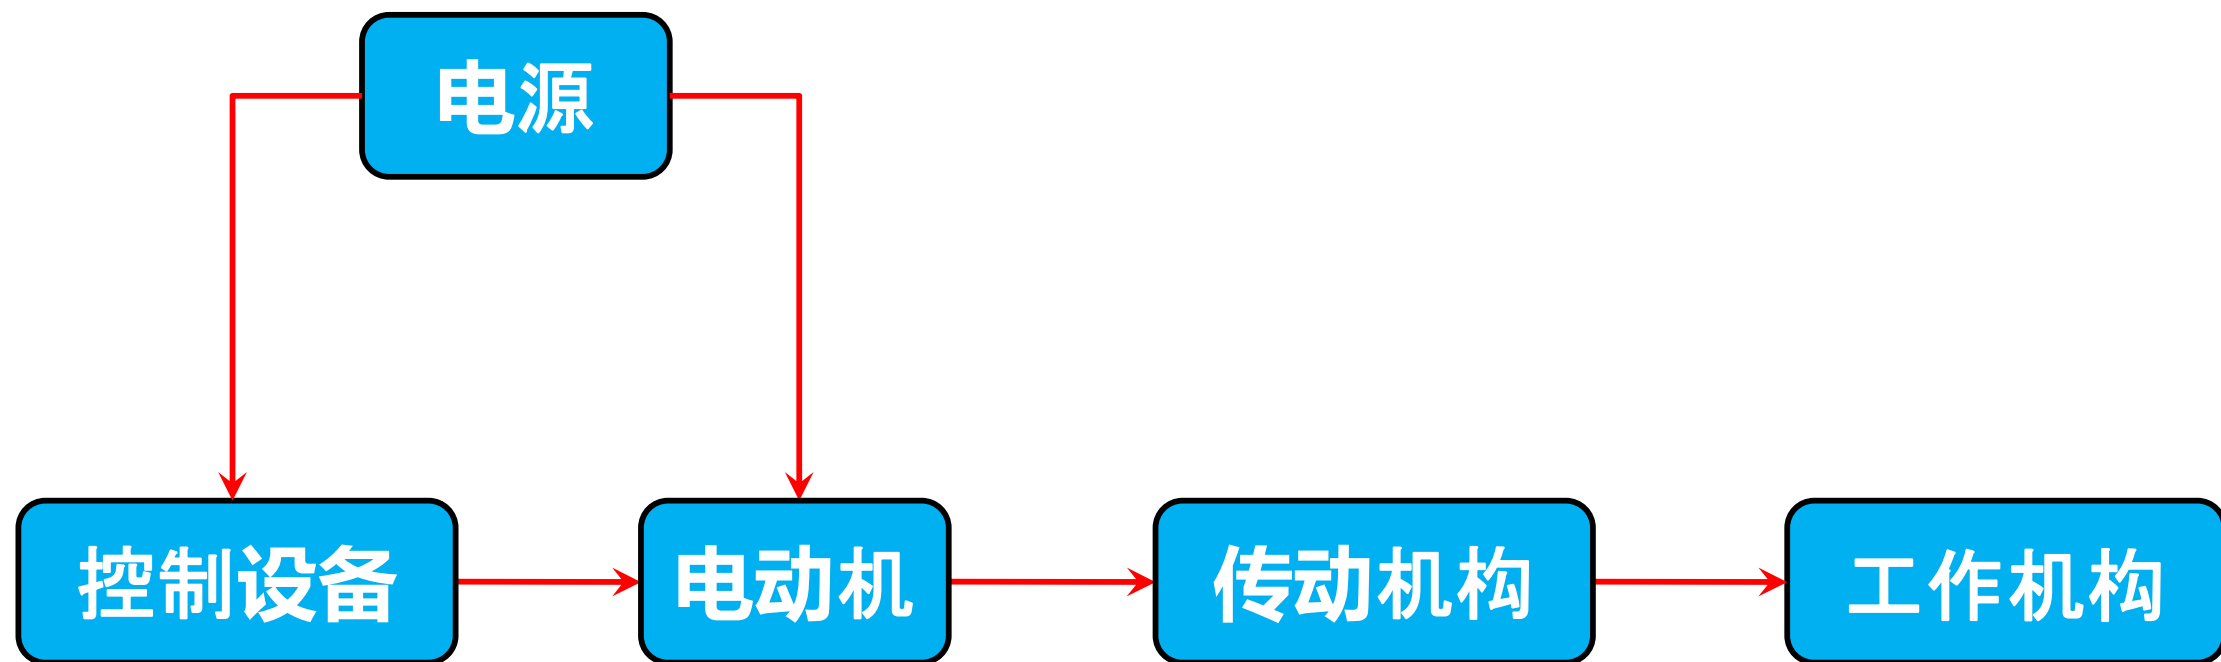 电源
控制设备
电动机
传动机构
工作机构